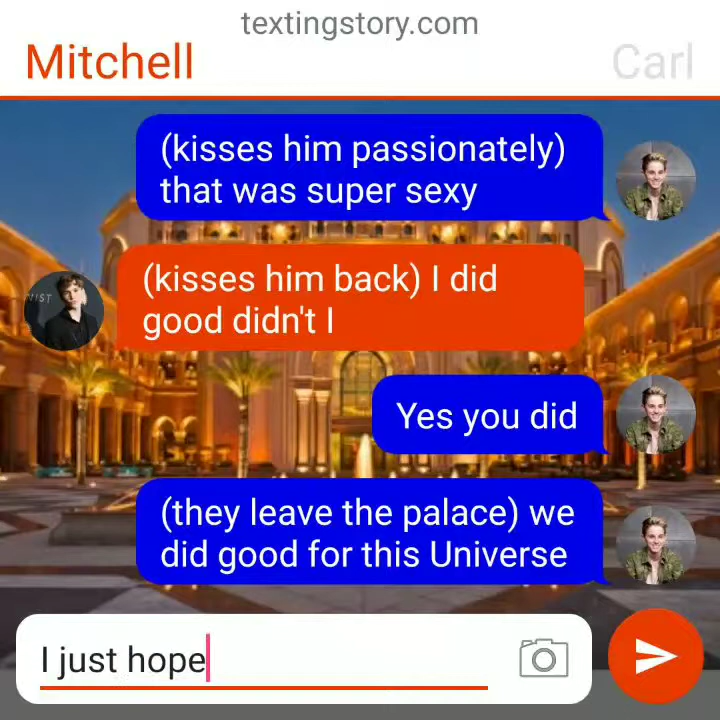 textingstory.com
Mitchell
Carl
(kisses him passionately)
that was super sexy
(kisses him back) I did
good didn't I
Yes you did
(they leave the palace) we
did good for this Universe
I just hope